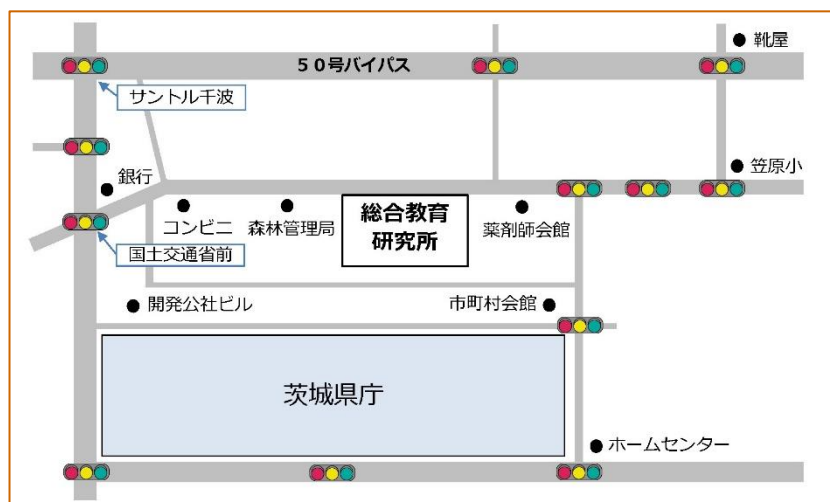 靴屋
５０号バイパス
サントル千波
銀行
笠原小
コンビニ
森林管理局
総合教育
研究所
薬剤師会館
国土交通省前
開発公社ビル
市町村会館
茨城県庁
ホームセンター